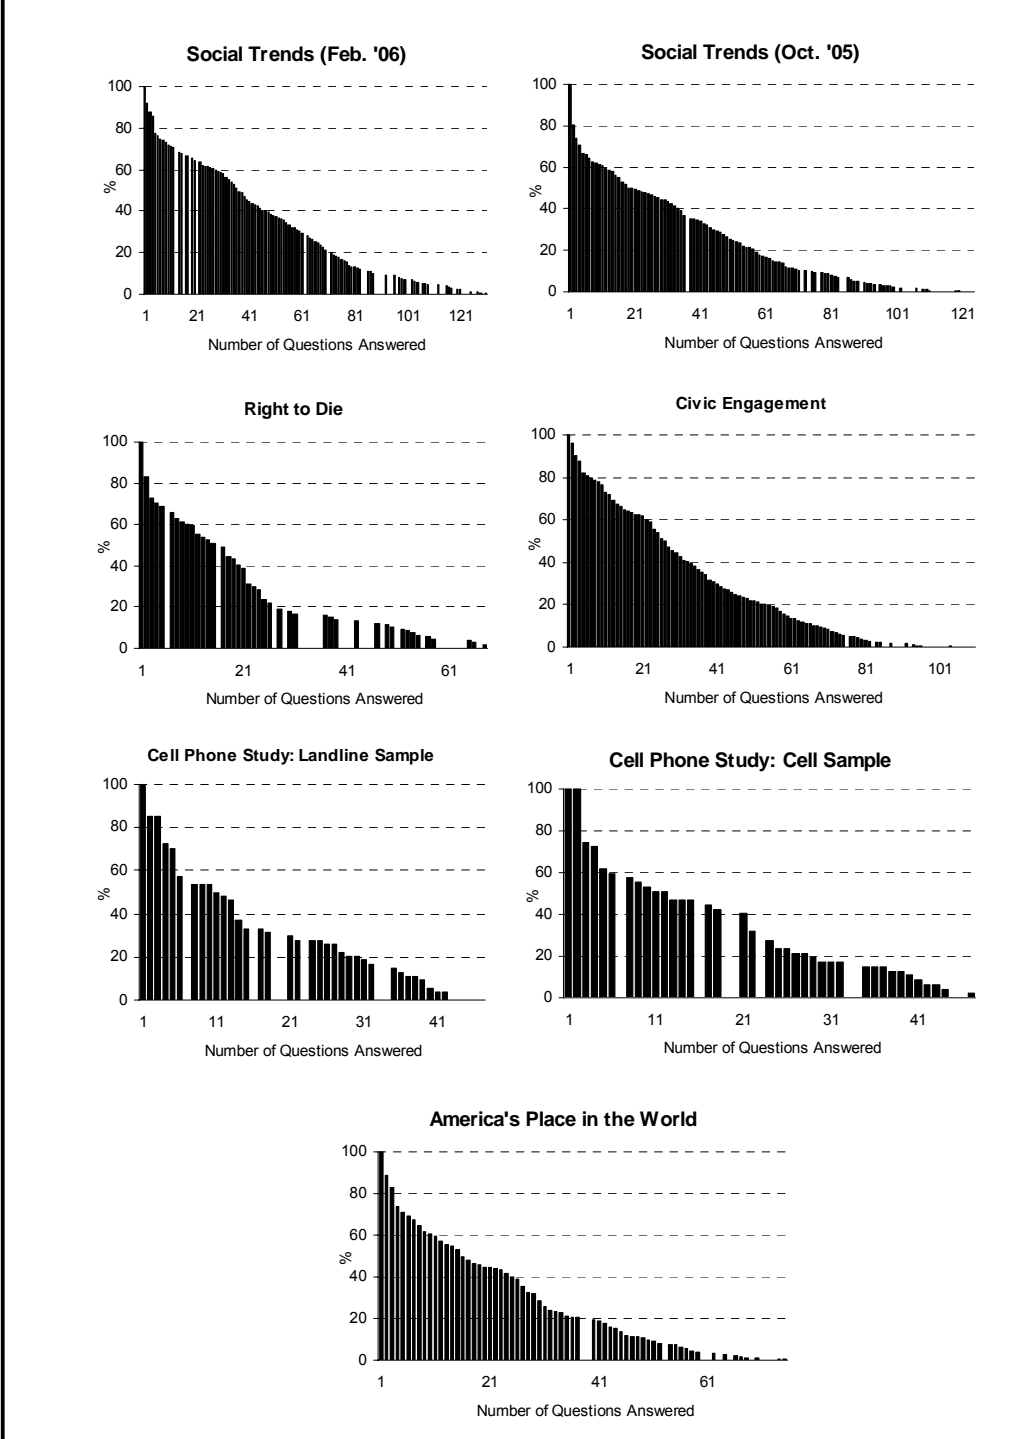 Social Trends (Feb. '06)
100
80
60
40
20
0
%
1 21 41 61 81 101 121
Number of Questions Answered
Social Trends (Oct. '05)
100
80
60
40
20
0
%
1 21 41 61 81 101 121
Number of Questions Answered
Right to Die
100
80
60
40
20
0
%
1 21 41 61
Number of Questions Answered
Civic Engagement
100
80
60
40
20
0
%
1 21 41 61 81 101
Number of Questions Answered
Cell Phone Study: Landline Sample
100
80
60
40
20
0
%
1 11 21 31 41
Number of Questions Answered
Cell Phone Study: Cell Sample
100
80
60
40
20
0
%
1 11 21 31 41
Number of Questions Answered
America's Place in the World
100
80
60
40
20
0
%
1 21 41 61
Number of Questions Answered